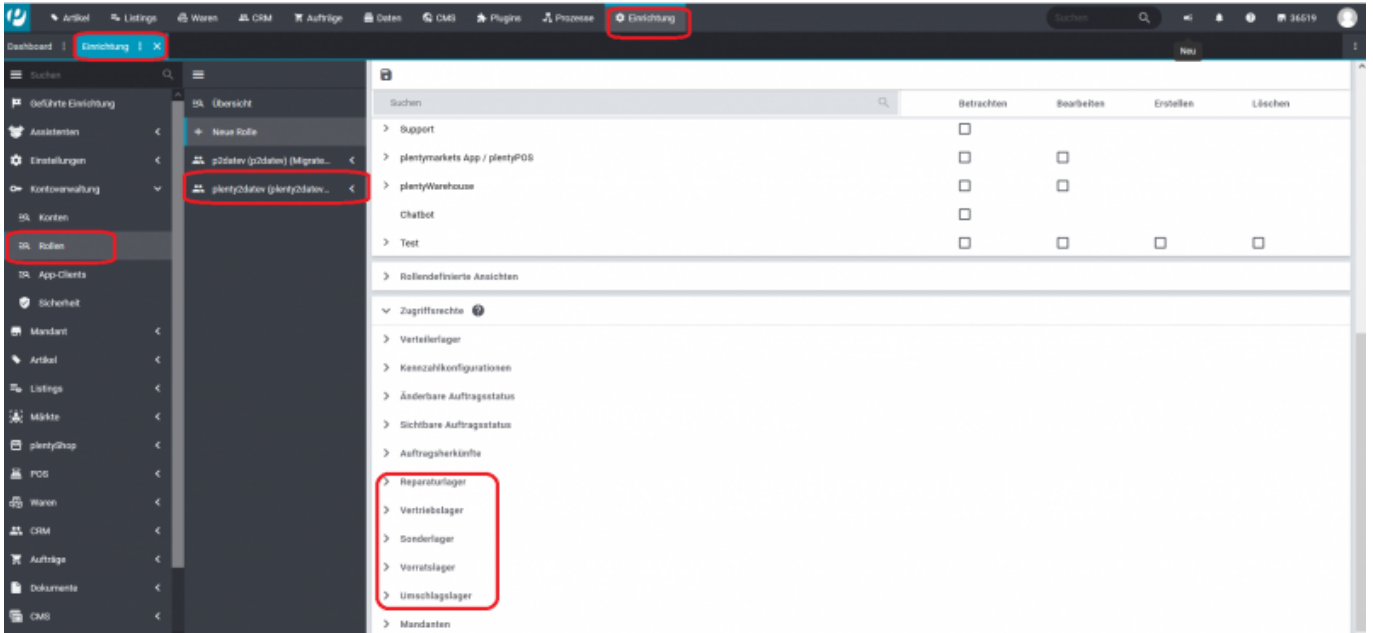 Artikel Listings Waren CRM Aufträge Daten CMS Plugins Prozesse Einrichtung Suchen 36519
Dashboard Einrichtung Neu
Suchen
Geführte Einrichtung
Assistenten
Einstellungen
Kontoverwaltung
Konten
Rollen
App-Clients
Sicherheit
Mandant
Artikel
Listings
Märkte
plentyShop
POS
Waren
CRM
Aufträge
Dokumente
CMS
Übersicht
Neue Rolle
p2datev (p2datev) (Migrate...
plenty2datev (plenty2datev...
Suchen Betrachten Bearbeiten Erstellen Löschen
Support
plentymarkets App / plentyPOS
plentyWarehouse
Chatbot
Test
Rollendefinierte Ansichten
Zugriffsrechte
Verteilerlager
Kennzahlkonfigurationen
Änderbare Auftragsstatus
Sichtbare Auftragsstatus
Auftragsherkünfte
Reparaturlager
Vertriebslager
Sonderlager
Vorratslager
Umschlagslager
Mandanten